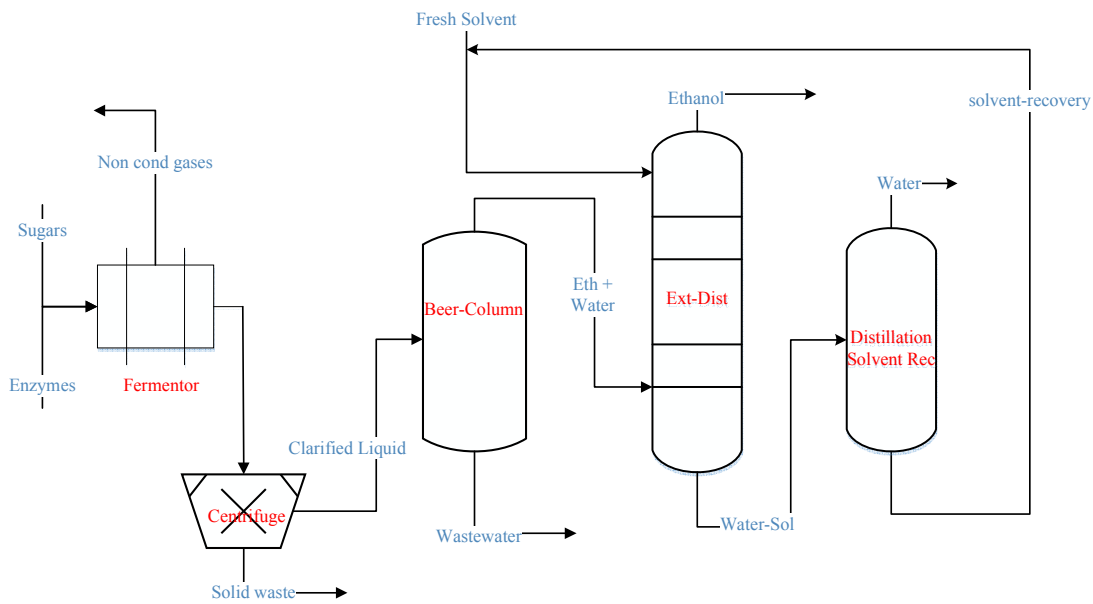 Fresh Solvent
Ethanol
solvent-recovery
Non cond gases
Water
Sugars
Eth +
Water
Beer-Column
Ext-Dist
Distillation
Solvent Rec
Enzymes
Fermentor
Clarified Liquid
Centrifuge
Water-Sol
Wastewater
Solid waste